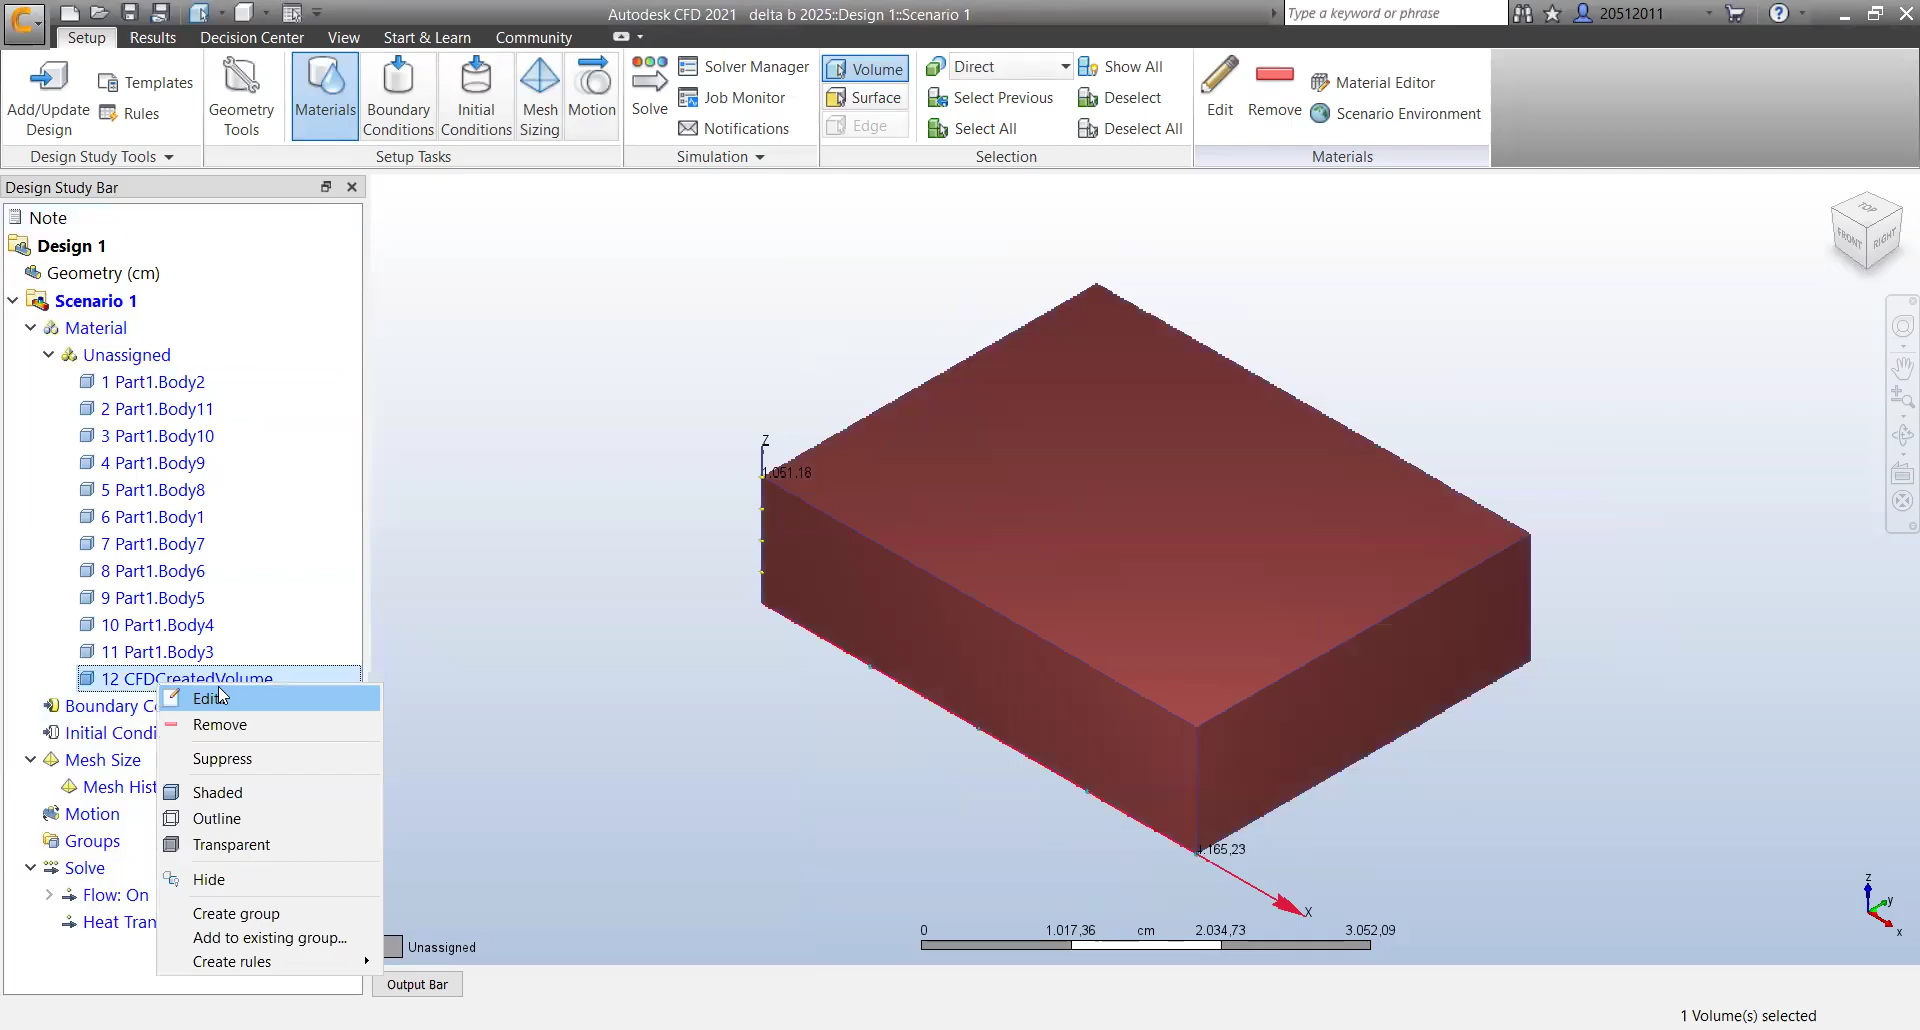 Autodesk CFD 2021 delta b 2025::Design 1::Scenario 1
Type a keyword or phrase
20512011
Setup Results Decision Center View Start & Learn Community
Add/Update Design
Templates
Rules
Design Study Tools
Geometry Tools
Materials
Boundary Conditions
Initial Conditions
Mesh Sizing
Motion
Setup Tasks
Solve
Solver Manager
Job Monitor
Notifications
Simulation
Volume
Surface
Edge
Direct
Select Previous
Select All
Show All
Deselect
Deselect All
Selection
Edit
Remove
Material Editor
Scenario Environment
Materials
Design Study Bar
Note
Design 1
Geometry (cm)
Scenario 1
Material
Unassigned
1 Part1.Body2
2 Part1.Body11
3 Part1.Body10
4 Part1.Body9
5 Part1.Body8
6 Part1.Body1
7 Part1.Body7
8 Part1.Body6
9 Part1.Body5
10 Part1.Body4
11 Part1.Body3
12 CFDCreatedVolume
Boundary Co
Initial Condi
Mesh Size
Mesh Hist
Motion
Groups
Solve
Flow: On
Heat Tran
Edit
Remove
Suppress
Shaded
Outline
Transparent
Hide
Create group
Add to existing group...
Create rules
TOP
FRONT RIGHT
Z
1.051,18
4.165,23
X
0 1.017,36 cm 2.034,73 3.052,09
z
y
x
Unassigned
Output Bar
1 Volume(s) selected